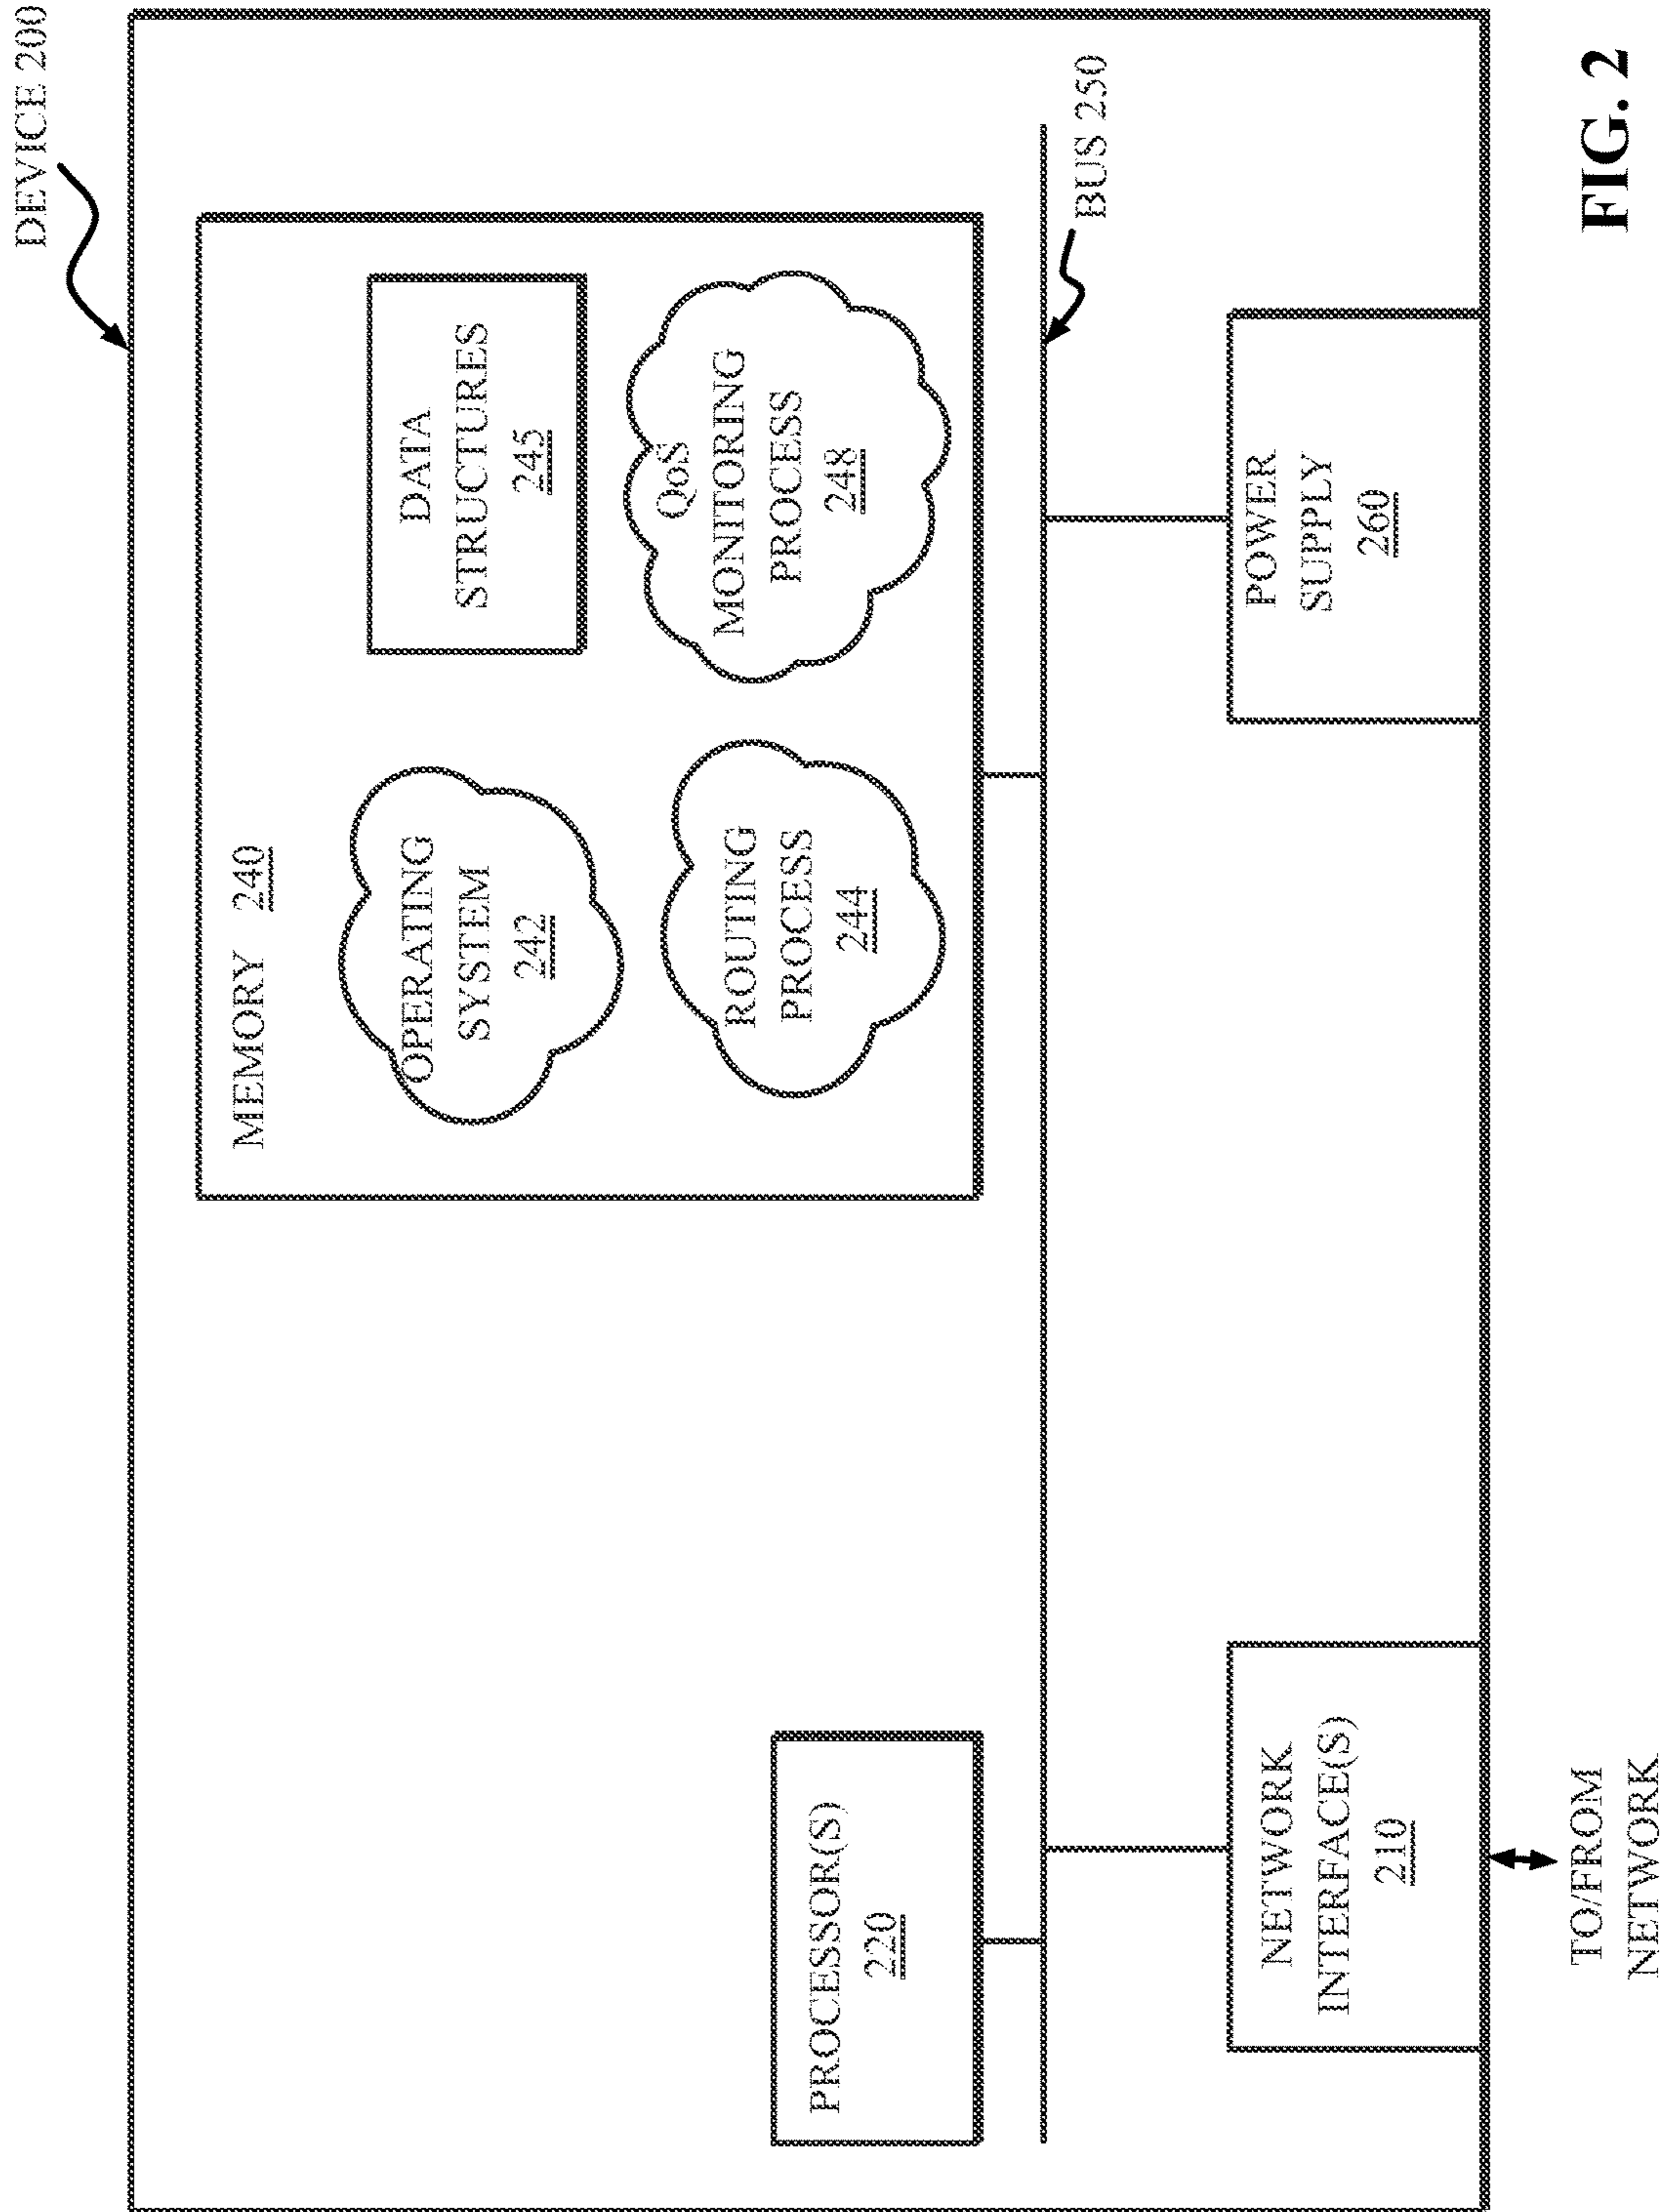 DEVICE 200
MEMORY 240
OPERATING
SYSTEM
242
DATA
STRUCTURES
245
ROUTING
PROCESS
244
QoS
MONITORING
PROCESS
248
PROCESSOR(S)
220
BUS 250
NETWORK
INTERFACE(S)
210
POWER
SUPPLY
260
TO/FROM
NETWORK
FIG. 2